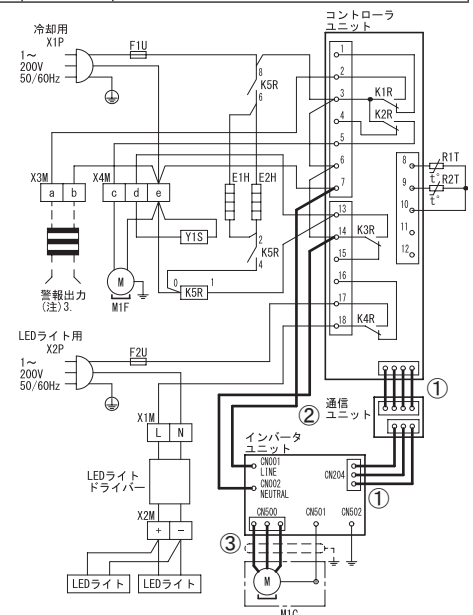 冷却用
X1P
1～
200V
50/60Hz
F1U
8
K5R
6
E1H
E2H
2
K5R
4
X3M
a
b
X4M
c
d
e
警報出力
(注)3.
M
M1F
Y1S
0
K5R
1
コントローラ
ユニット
1
2
3
4
5
6
7
K1R
K2R
8
9
10
11
12
R1T
t°
R2T
t°
13
14
15
16
17
18
K3R
K4R
LEDライト用
X2P
1～
200V
50/60Hz
F2U
X1M
L
N
LEDライト
ドライバー
X2M
+
−
LEDライト
LEDライト
①
通信
ユニット
②
インバータ
ユニット
CN001
LINE
CN002
NEUTRAL
CN204
①
CN500
CN501
CN502
③
M
M1C